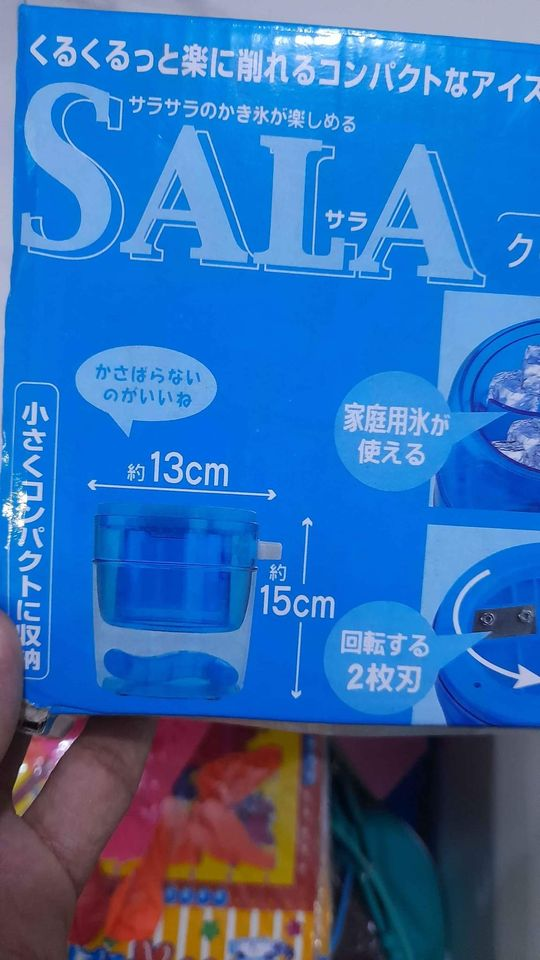 くるくるっと楽に削れるコンパクトなアイス
サラサラのかき氷が楽しめる
SALA
サラ
ク
かさばらない
のがいいね
家庭用氷が
使える
小さくコンパクトに収納
約13cm
約
15cm
回転する
2枚刃